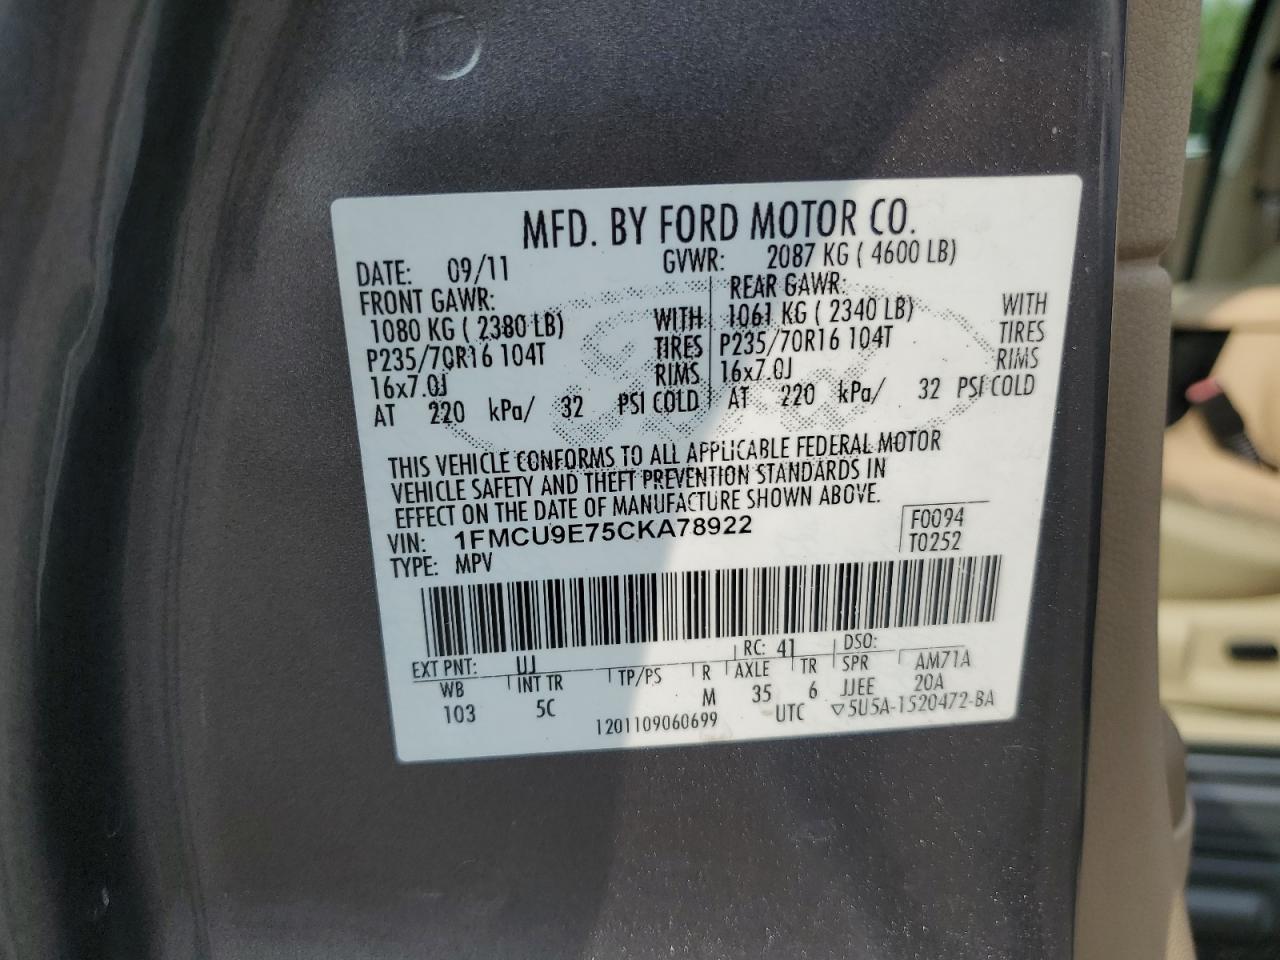 MFD. BY FORD MOTOR CO.
DATE: 09/11 GVWR: 2087 KG ( 4600 LB)
FRONT GAWR: REAR GAWR:
1080 KG ( 2380 LB) WITH 1061 KG ( 2340 LB) WITH
P235/70R16 104T TIRES P235/70R16 104T TIRES
16x7.0J RIMS 16x7.0J RIMS
AT 220 kPa/ 32 PSI COLD AT 220 kPa/ 32 PSI COLD
THIS VEHICLE CONFORMS TO ALL APPLICABLE FEDERAL MOTOR
VEHICLE SAFETY AND THEFT PREVENTION STANDARDS IN
EFFECT ON THE DATE OF MANUFACTURE SHOWN ABOVE.
VIN: 1FMCU9E75CKA78922 F0094
TYPE: MPV T0252
EXT PNT: UJ RC: 41 DSO:
WB INT TR TP/PS R AXLE TR SPR AM71A
103 5C M 35 6 JJEE 20A
1201109060699 UTC ▽5U5A-1520472-BA